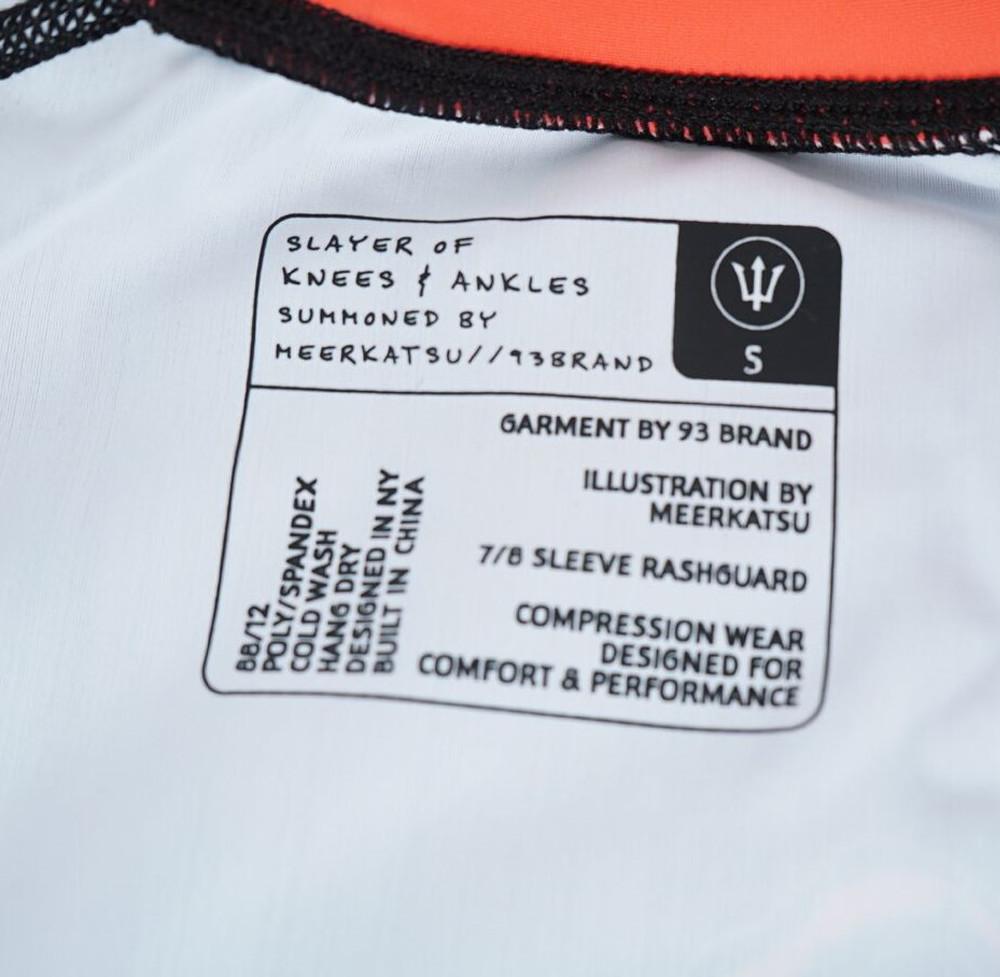 SLAYER OF
KNEES & ANKLES
SUMMONED BY
MEERKATSU//93BRAND
S
GARMENT BY 93 BRAND
ILLUSTRATION BY
MEERKATSU
7/8 SLEEVE RASHGUARD
COMPRESSION WEAR
DESIGNED FOR
COMFORT & PERFORMANCE
88/12
POLY/SPANDEX
COLD WASH
HANG DRY
DESIGNED IN NY
BUILT IN CHINA